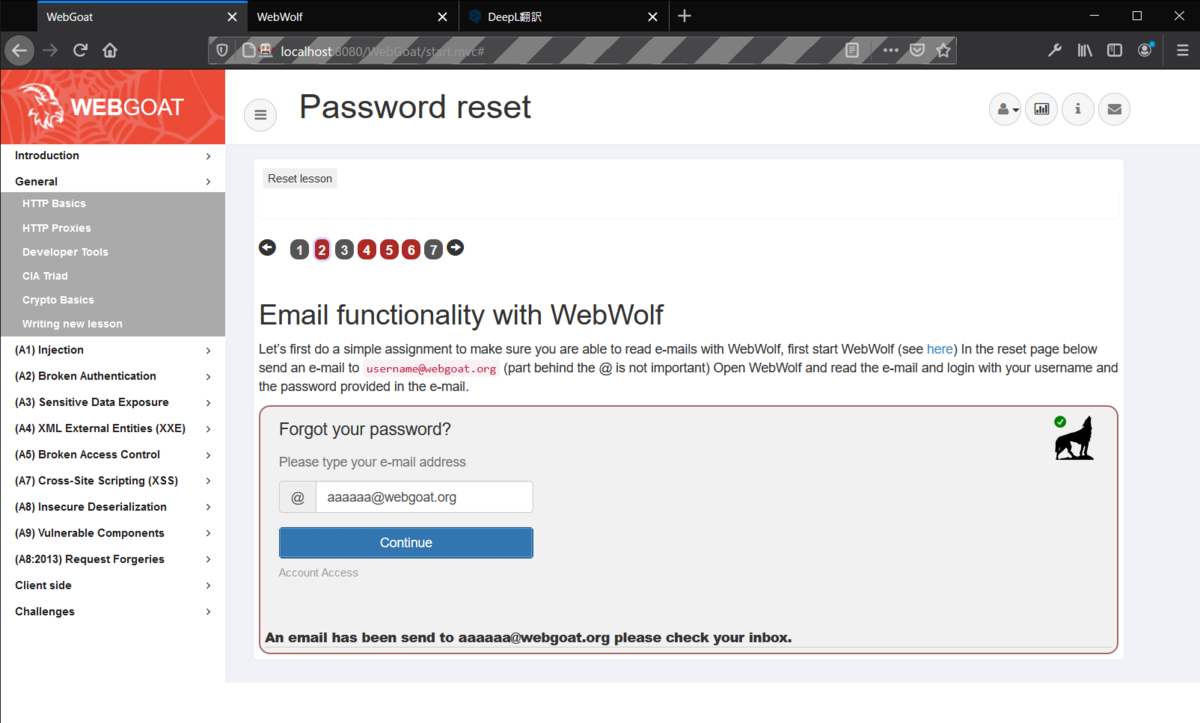 WebGoat
WebWolf
DeepL翻訳
localhost:8080/WebGoat/start.mvc#
WEBGOAT
Password reset
Introduction
General
HTTP Basics
HTTP Proxies
Developer Tools
CIA Triad
Crypto Basics
Writing new lesson
(A1) Injection
(A2) Broken Authentication
(A3) Sensitive Data Exposure
(A4) XML External Entities (XXE)
(A5) Broken Access Control
(A7) Cross-Site Scripting (XSS)
(A8) Insecure Deserialization
(A9) Vulnerable Components
(A8:2013) Request Forgeries
Client side
Challenges
Reset lesson
1 2 3 4 5 6 7
Email functionality with WebWolf
Let's first do a simple assignment to make sure you are able to read e-mails with WebWolf, first start WebWolf (see here) In the reset page below
send an e-mail to username@webgoat.org (part behind the @ is not important) Open WebWolf and read the e-mail and login with your username and
the password provided in the e-mail.
Forgot your password?
Please type your e-mail address
@ aaaaaa@webgoat.org
Continue
Account Access
An email has been send to aaaaaa@webgoat.org please check your inbox.